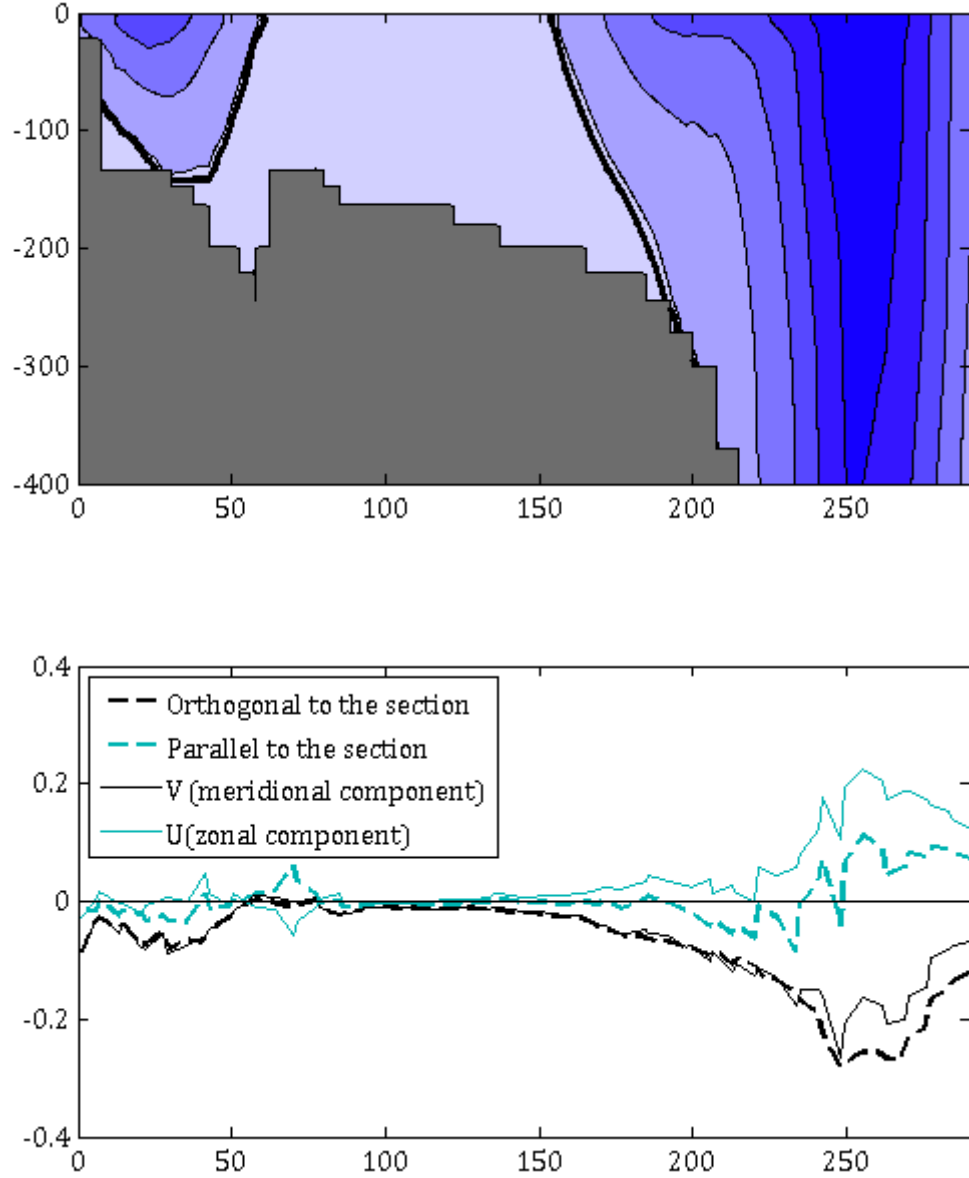 0
-100
-200
-300
-400
0 50 100 150 200 250
0.4
0.2
0
-0.2
-0.4
Orthogonal to the section
Parallel to the section
V (meridional component)
U(zonal component)
0 50 100 150 200 250